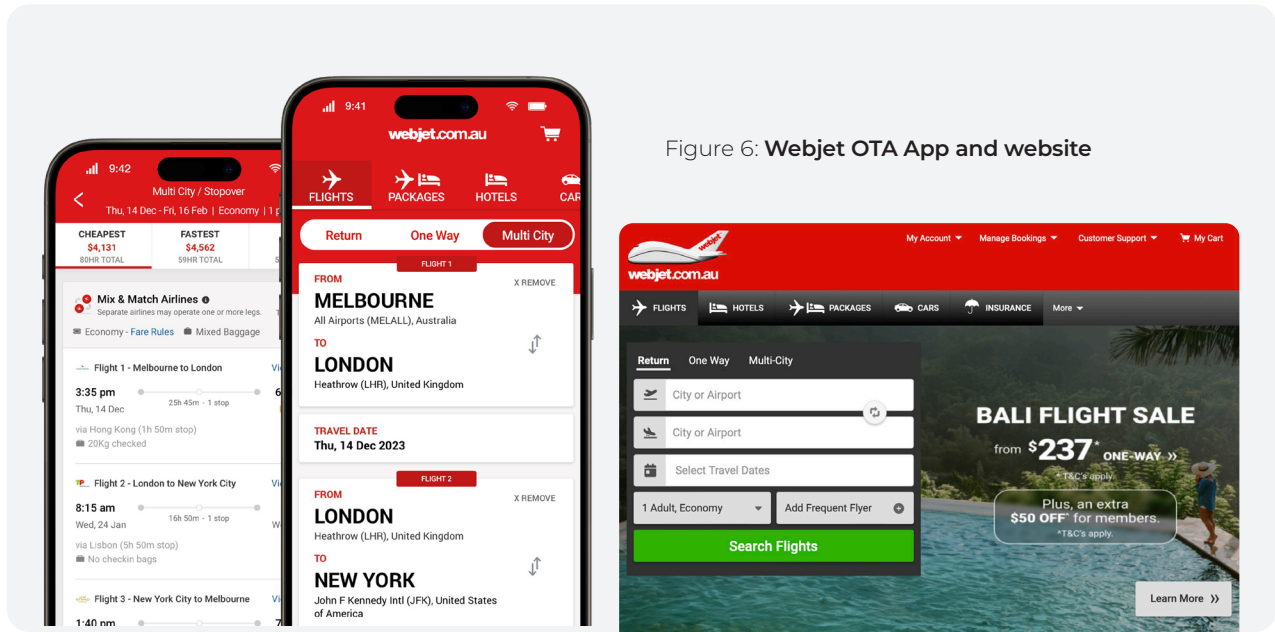 9:42
Multi City / Stopover
Thu, 14 Dec - Fri, 16 Feb | Economy | 1
CHEAPEST
$4,131
80HR TOTAL
FASTEST
$4,562
59HR TOTAL
Mix & Match Airlines
Separate airlines may operate one or more legs.
Economy - Fare Rules
Mixed Baggage
Flight 1 - Melbourne to London
3:35 pm
Thu, 14 Dec
25h 45m - 1 stop
via Hong Kong (1h 50m stop)
20Kg checked
Flight 2 - London to New York City
8:15 am
Wed, 24 Jan
16h 50m - 1 stop
via Lisbon (5h 50m stop)
No checkin bags
Flight 3 - New York City to Melbourne
1:40 pm
9:41
webjet.com.au
FLIGHTS
PACKAGES
HOTELS
CAR
Return
One Way
Multi City
FLIGHT 1
FROM
X REMOVE
MELBOURNE
All Airports (MELALL), Australia
TO
LONDON
Heathrow (LHR), United Kingdom
TRAVEL DATE
Thu, 14 Dec 2023
FLIGHT 2
FROM
X REMOVE
LONDON
Heathrow (LHR), United Kingdom
TO
NEW YORK
John F Kennedy Intl (JFK), United States
of America
Figure 6: Webjet OTA App and website
webjet
webjet.com.au
My Account
Manage Bookings
Customer Support
My Cart
FLIGHTS
HOTELS
PACKAGES
CARS
INSURANCE
More
Return
One Way
Multi-City
City or Airport
City or Airport
Select Travel Dates
1 Adult, Economy
Add Frequent Flyer
Search Flights
BALI FLIGHT SALE
from $237* ONE-WAY »
* T&C's apply.
Plus, an extra
$50 OFF^ for members.
^T&C's apply.
Learn More »